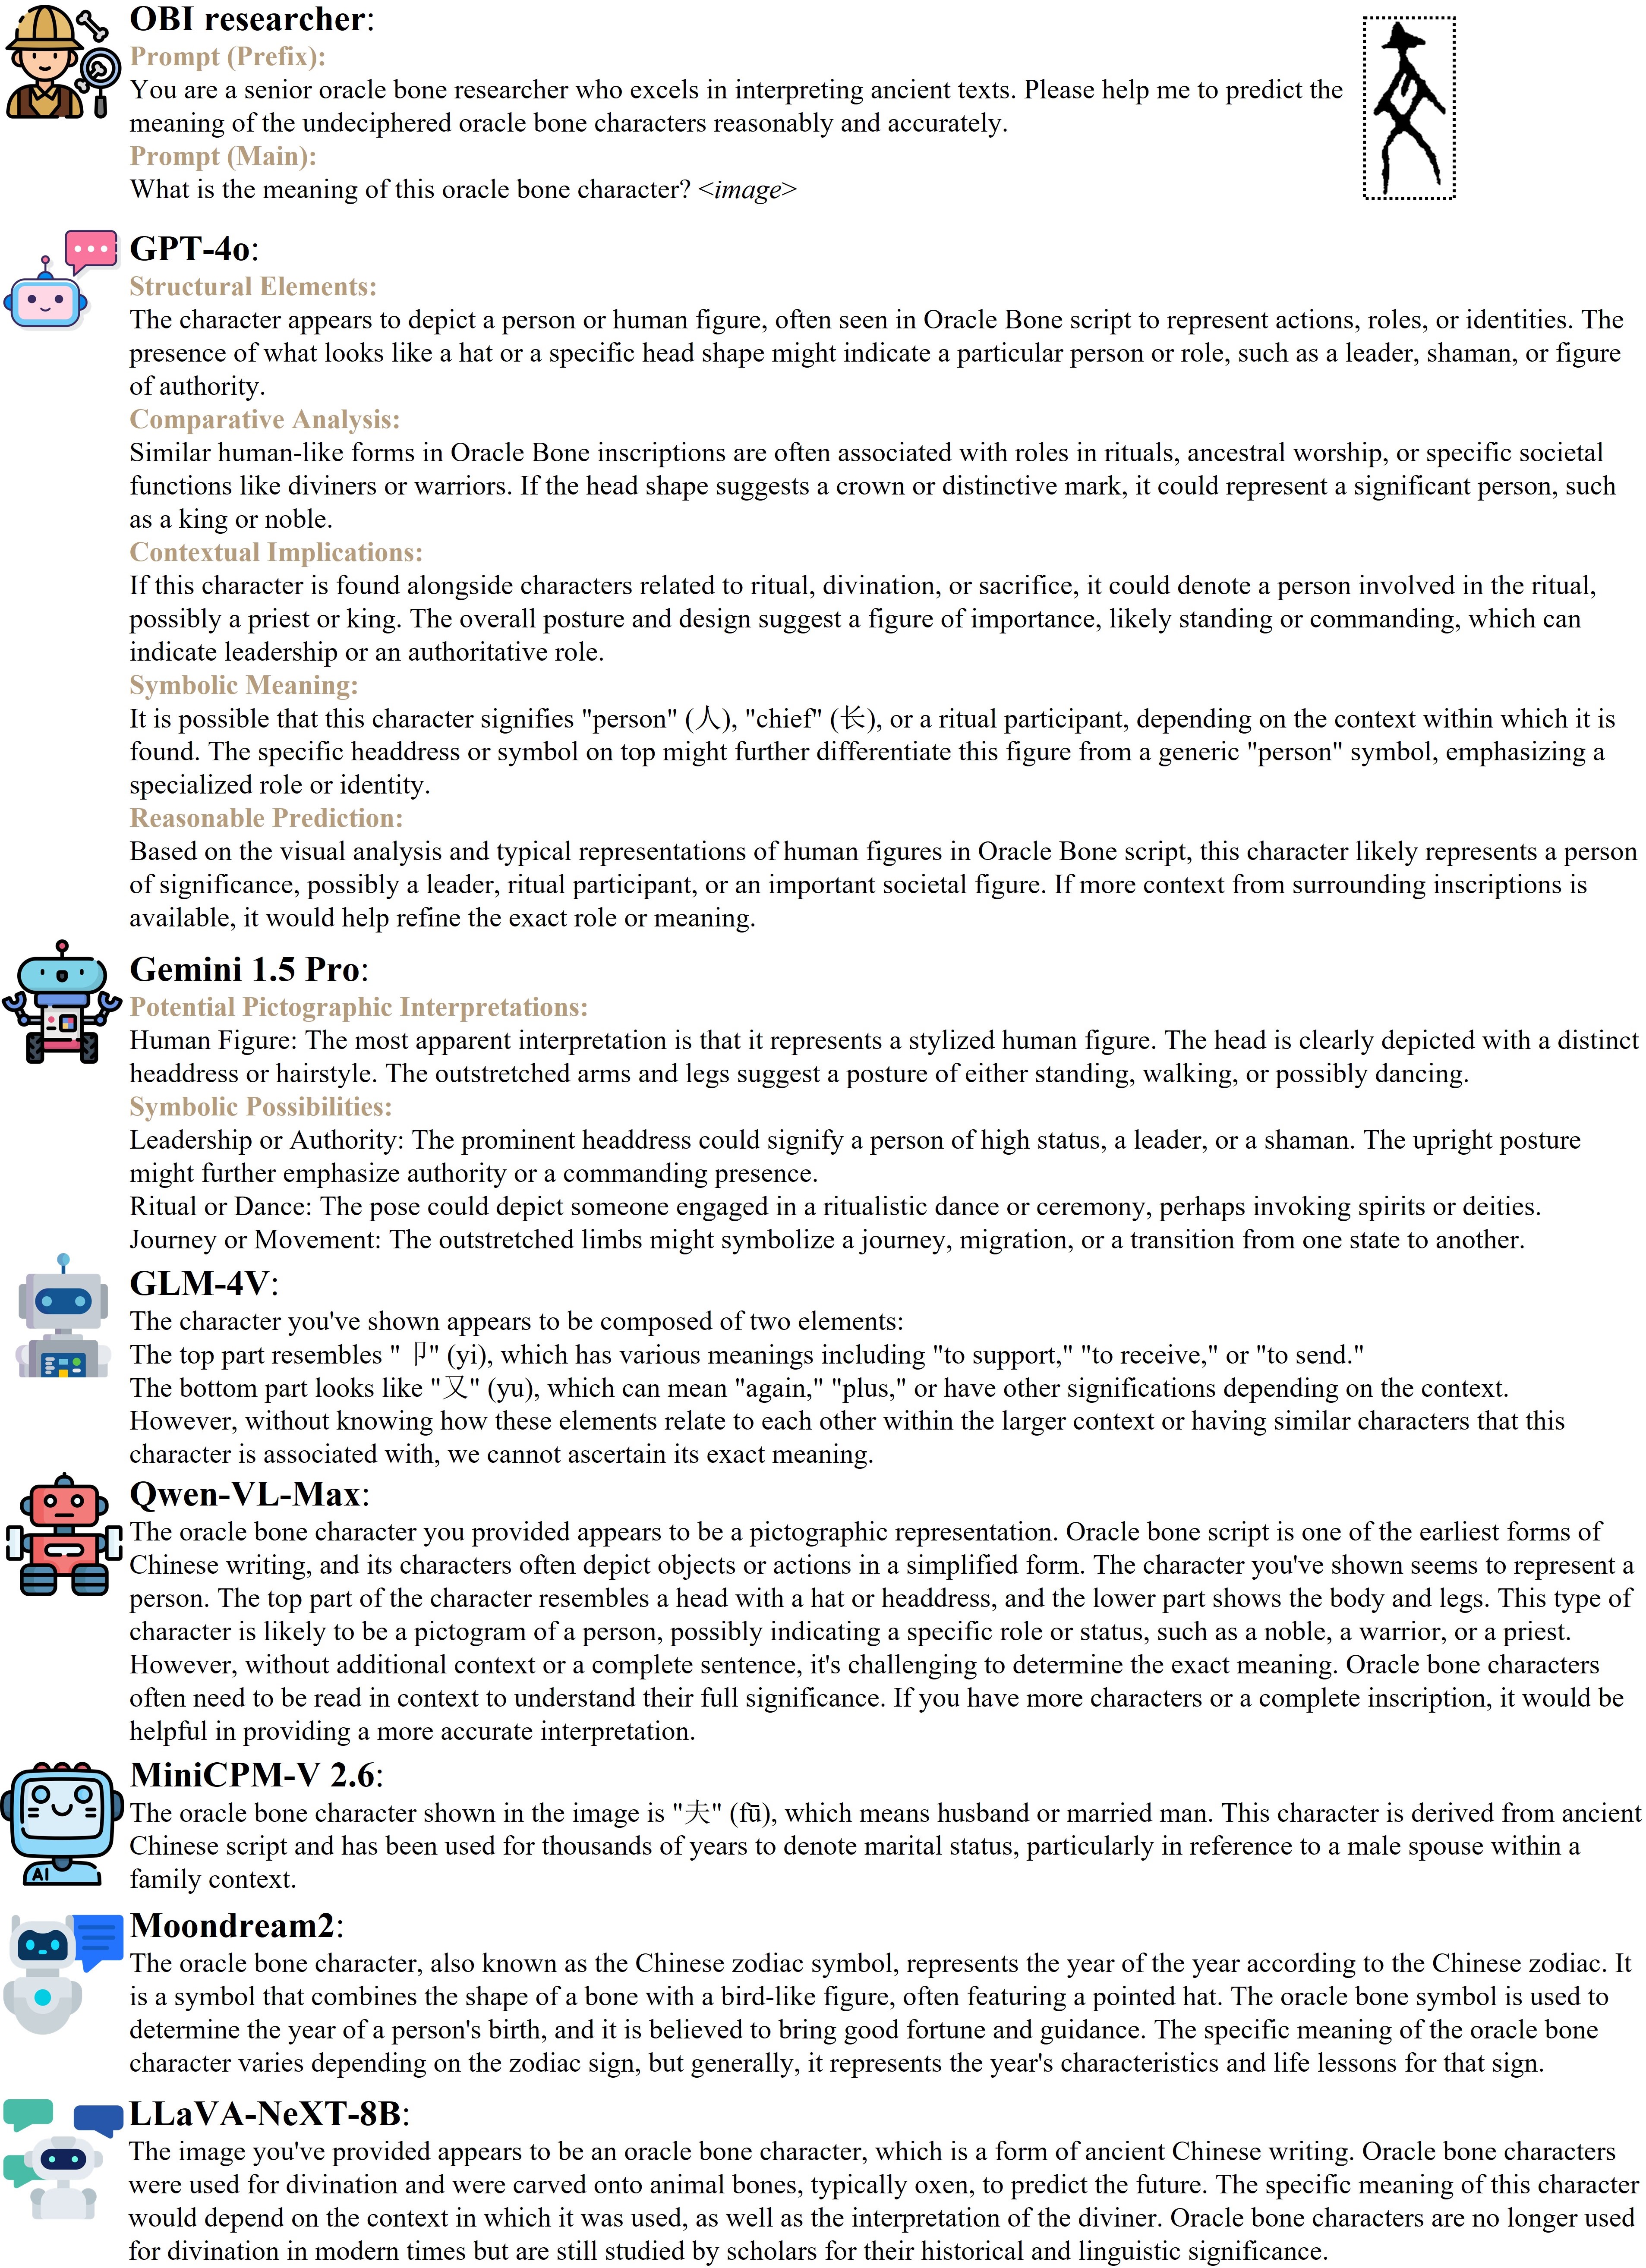 OBI researcher:
Prompt (Prefix):
You are a senior oracle bone researcher who excels in interpreting ancient texts. Please help me to predict the
meaning of the undeciphered oracle bone characters reasonably and accurately.
Prompt (Main):
What is the meaning of this oracle bone character? <image>
GPT-4o:
Structural Elements:
The character appears to depict a person or human figure, often seen in Oracle Bone script to represent actions, roles, or identities. The
presence of what looks like a hat or a specific head shape might indicate a particular person or role, such as a leader, shaman, or figure
of authority.
Comparative Analysis:
Similar human-like forms in Oracle Bone inscriptions are often associated with roles in rituals, ancestral worship, or specific societal
functions like diviners or warriors. If the head shape suggests a crown or distinctive mark, it could represent a significant person, such
as a king or noble.
Contextual Implications:
If this character is found alongside characters related to ritual, divination, or sacrifice, it could denote a person involved in the ritual,
possibly a priest or king. The overall posture and design suggest a figure of importance, likely standing or commanding, which can
indicate leadership or an authoritative role.
Symbolic Meaning:
It is possible that this character signifies "person" (人), "chief" (长), or a ritual participant, depending on the context within which it is
found. The specific headdress or symbol on top might further differentiate this figure from a generic "person" symbol, emphasizing a
specialized role or identity.
Reasonable Prediction:
Based on the visual analysis and typical representations of human figures in Oracle Bone script, this character likely represents a person
of significance, possibly a leader, ritual participant, or an important societal figure. If more context from surrounding inscriptions is
available, it would help refine the exact role or meaning.
Gemini 1.5 Pro:
Potential Pictographic Interpretations:
Human Figure: The most apparent interpretation is that it represents a stylized human figure. The head is clearly depicted with a distinct
headdress or hairstyle. The outstretched arms and legs suggest a posture of either standing, walking, or possibly dancing.
Symbolic Possibilities:
Leadership or Authority: The prominent headdress could signify a person of high status, a leader, or a shaman. The upright posture
might further emphasize authority or a commanding presence.
Ritual or Dance: The pose could depict someone engaged in a ritualistic dance or ceremony, perhaps invoking spirits or deities.
Journey or Movement: The outstretched limbs might symbolize a journey, migration, or a transition from one state to another.
GLM-4V:
The character you've shown appears to be composed of two elements:
The top part resembles "卩" (yi), which has various meanings including "to support," "to receive," or "to send."
The bottom part looks like "又" (yu), which can mean "again," "plus," or have other significations depending on the context.
However, without knowing how these elements relate to each other within the larger context or having similar characters that this
character is associated with, we cannot ascertain its exact meaning.
Qwen-VL-Max:
The oracle bone character you provided appears to be a pictographic representation. Oracle bone script is one of the earliest forms of
Chinese writing, and its characters often depict objects or actions in a simplified form. The character you've shown seems to represent a
person. The top part of the character resembles a head with a hat or headdress, and the lower part shows the body and legs. This type of
character is likely to be a pictogram of a person, possibly indicating a specific role or status, such as a noble, a warrior, or a priest.
However, without additional context or a complete sentence, it's challenging to determine the exact meaning. Oracle bone characters
often need to be read in context to understand their full significance. If you have more characters or a complete inscription, it would be
helpful in providing a more accurate interpretation.
MiniCPM-V 2.6:
The oracle bone character shown in the image is "夫" (fū), which means husband or married man. This character is derived from ancient
Chinese script and has been used for thousands of years to denote marital status, particularly in reference to a male spouse within a
family context.
AI
Moondream2:
The oracle bone character, also known as the Chinese zodiac symbol, represents the year of the year according to the Chinese zodiac. It
is a symbol that combines the shape of a bone with a bird-like figure, often featuring a pointed hat. The oracle bone symbol is used to
determine the year of a person's birth, and it is believed to bring good fortune and guidance. The specific meaning of the oracle bone
character varies depending on the zodiac sign, but generally, it represents the year's characteristics and life lessons for that sign.
LLaVA-NeXT-8B:
The image you've provided appears to be an oracle bone character, which is a form of ancient Chinese writing. Oracle bone characters
were used for divination and were carved onto animal bones, typically oxen, to predict the future. The specific meaning of this character
would depend on the context in which it was used, as well as the interpretation of the diviner. Oracle bone characters are no longer used
for divination in modern times but are still studied by scholars for their historical and linguistic significance.